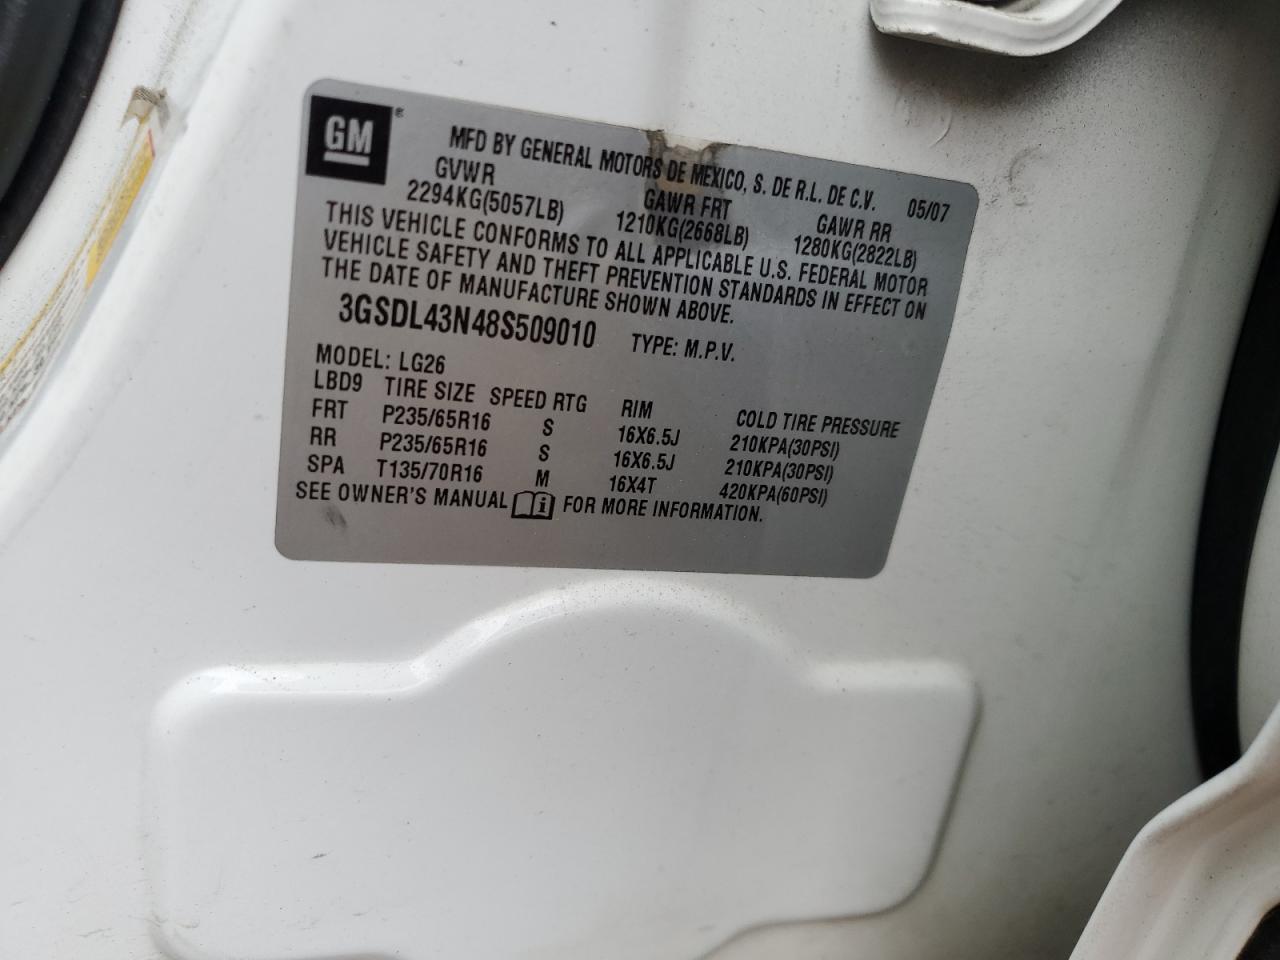 GM ®
MFD BY GENERAL MOTORS DE MEXICO, S. DE R.L. DE C.V. 05/07
GVWR GAWR FRT GAWR RR
2294KG(5057LB) 1210KG(2668LB) 1280KG(2822LB)
THIS VEHICLE CONFORMS TO ALL APPLICABLE U.S. FEDERAL MOTOR
VEHICLE SAFETY AND THEFT PREVENTION STANDARDS IN EFFECT ON
THE DATE OF MANUFACTURE SHOWN ABOVE.
3GSDL43N48S509010 TYPE: M.P.V.
MODEL: LG26
LBD9 TIRE SIZE SPEED RTG RIM COLD TIRE PRESSURE
FRT P235/65R16 S 16X6.5J 210KPA(30PSI)
RR P235/65R16 S 16X6.5J 210KPA(30PSI)
SPA T135/70R16 M 16X4T 420KPA(60PSI)
SEE OWNER'S MANUAL i FOR MORE INFORMATION.